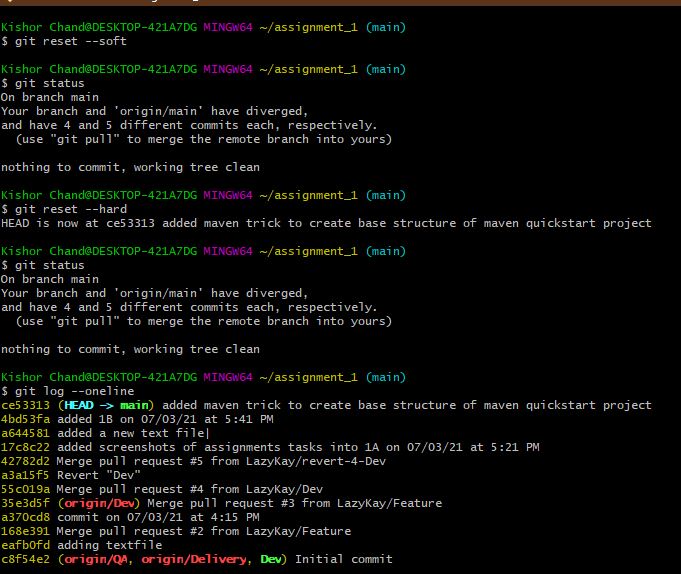 Kishor Chand@DESKTOP-421A7DG MINGW64 ~/assignment_1 (main)
$ git reset --soft
Kishor Chand@DESKTOP-421A7DG MINGW64 ~/assignment_1 (main)
$ git status
On branch main
Your branch and 'origin/main' have diverged,
and have 4 and 5 different commits each, respectively.
  (use "git pull" to merge the remote branch into yours)
nothing to commit, working tree clean
Kishor Chand@DESKTOP-421A7DG MINGW64 ~/assignment_1 (main)
$ git reset --hard
HEAD is now at ce53313 added maven trick to create base structure of maven quickstart project
Kishor Chand@DESKTOP-421A7DG MINGW64 ~/assignment_1 (main)
$ git status
On branch main
Your branch and 'origin/main' have diverged,
and have 4 and 5 different commits each, respectively.
  (use "git pull" to merge the remote branch into yours)
nothing to commit, working tree clean
Kishor Chand@DESKTOP-421A7DG MINGW64 ~/assignment_1 (main)
$ git log --oneline
ce53313 (HEAD -> main) added maven trick to create base structure of maven quickstart project
4bd53fa added 1B on 07/03/21 at 5:41 PM
a644581 added a new text file|
17c8c22 added screenshots of assignments tasks into 1A on 07/03/21 at 5:21 PM
42782d2 Merge pull request #5 from LazyKay/revert-4-Dev
a3a15f5 Revert "Dev"
55c019a Merge pull request #4 from LazyKay/Dev
35e3d5f (origin/Dev) Merge pull request #3 from LazyKay/Feature
a370cd8 commit on 07/03/21 at 4:15 PM
168e391 Merge pull request #2 from LazyKay/Feature
eafb0fd adding textfile
c8f54e2 (origin/QA, origin/Delivery, Dev) Initial commit